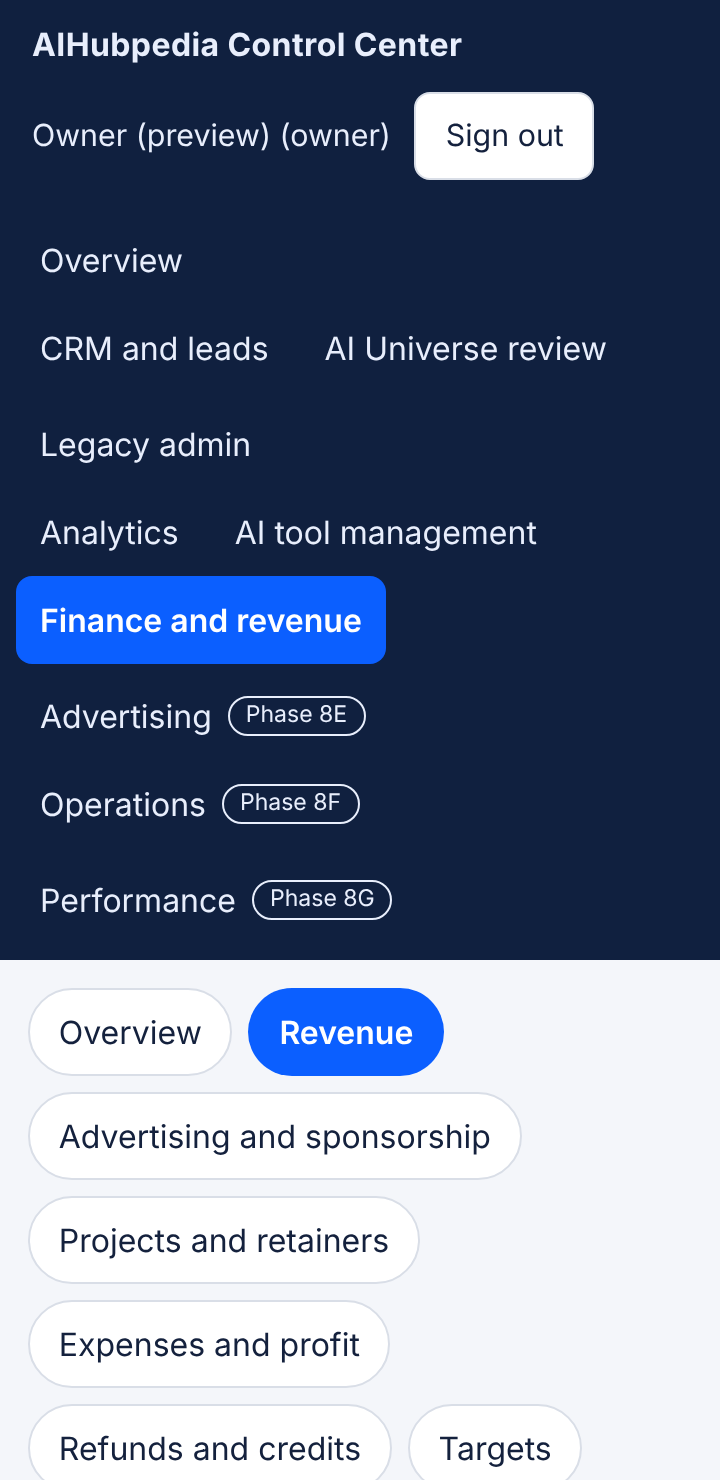 AIHubpedia Control Center
Owner (preview) (owner) Sign out
Overview
CRM and leads AI Universe review
Legacy admin
Analytics AI tool management
Finance and revenue
Advertising Phase 8E
Operations Phase 8F
Performance Phase 8G
Overview Revenue
Advertising and sponsorship
Projects and retainers
Expenses and profit
Refunds and credits Targets